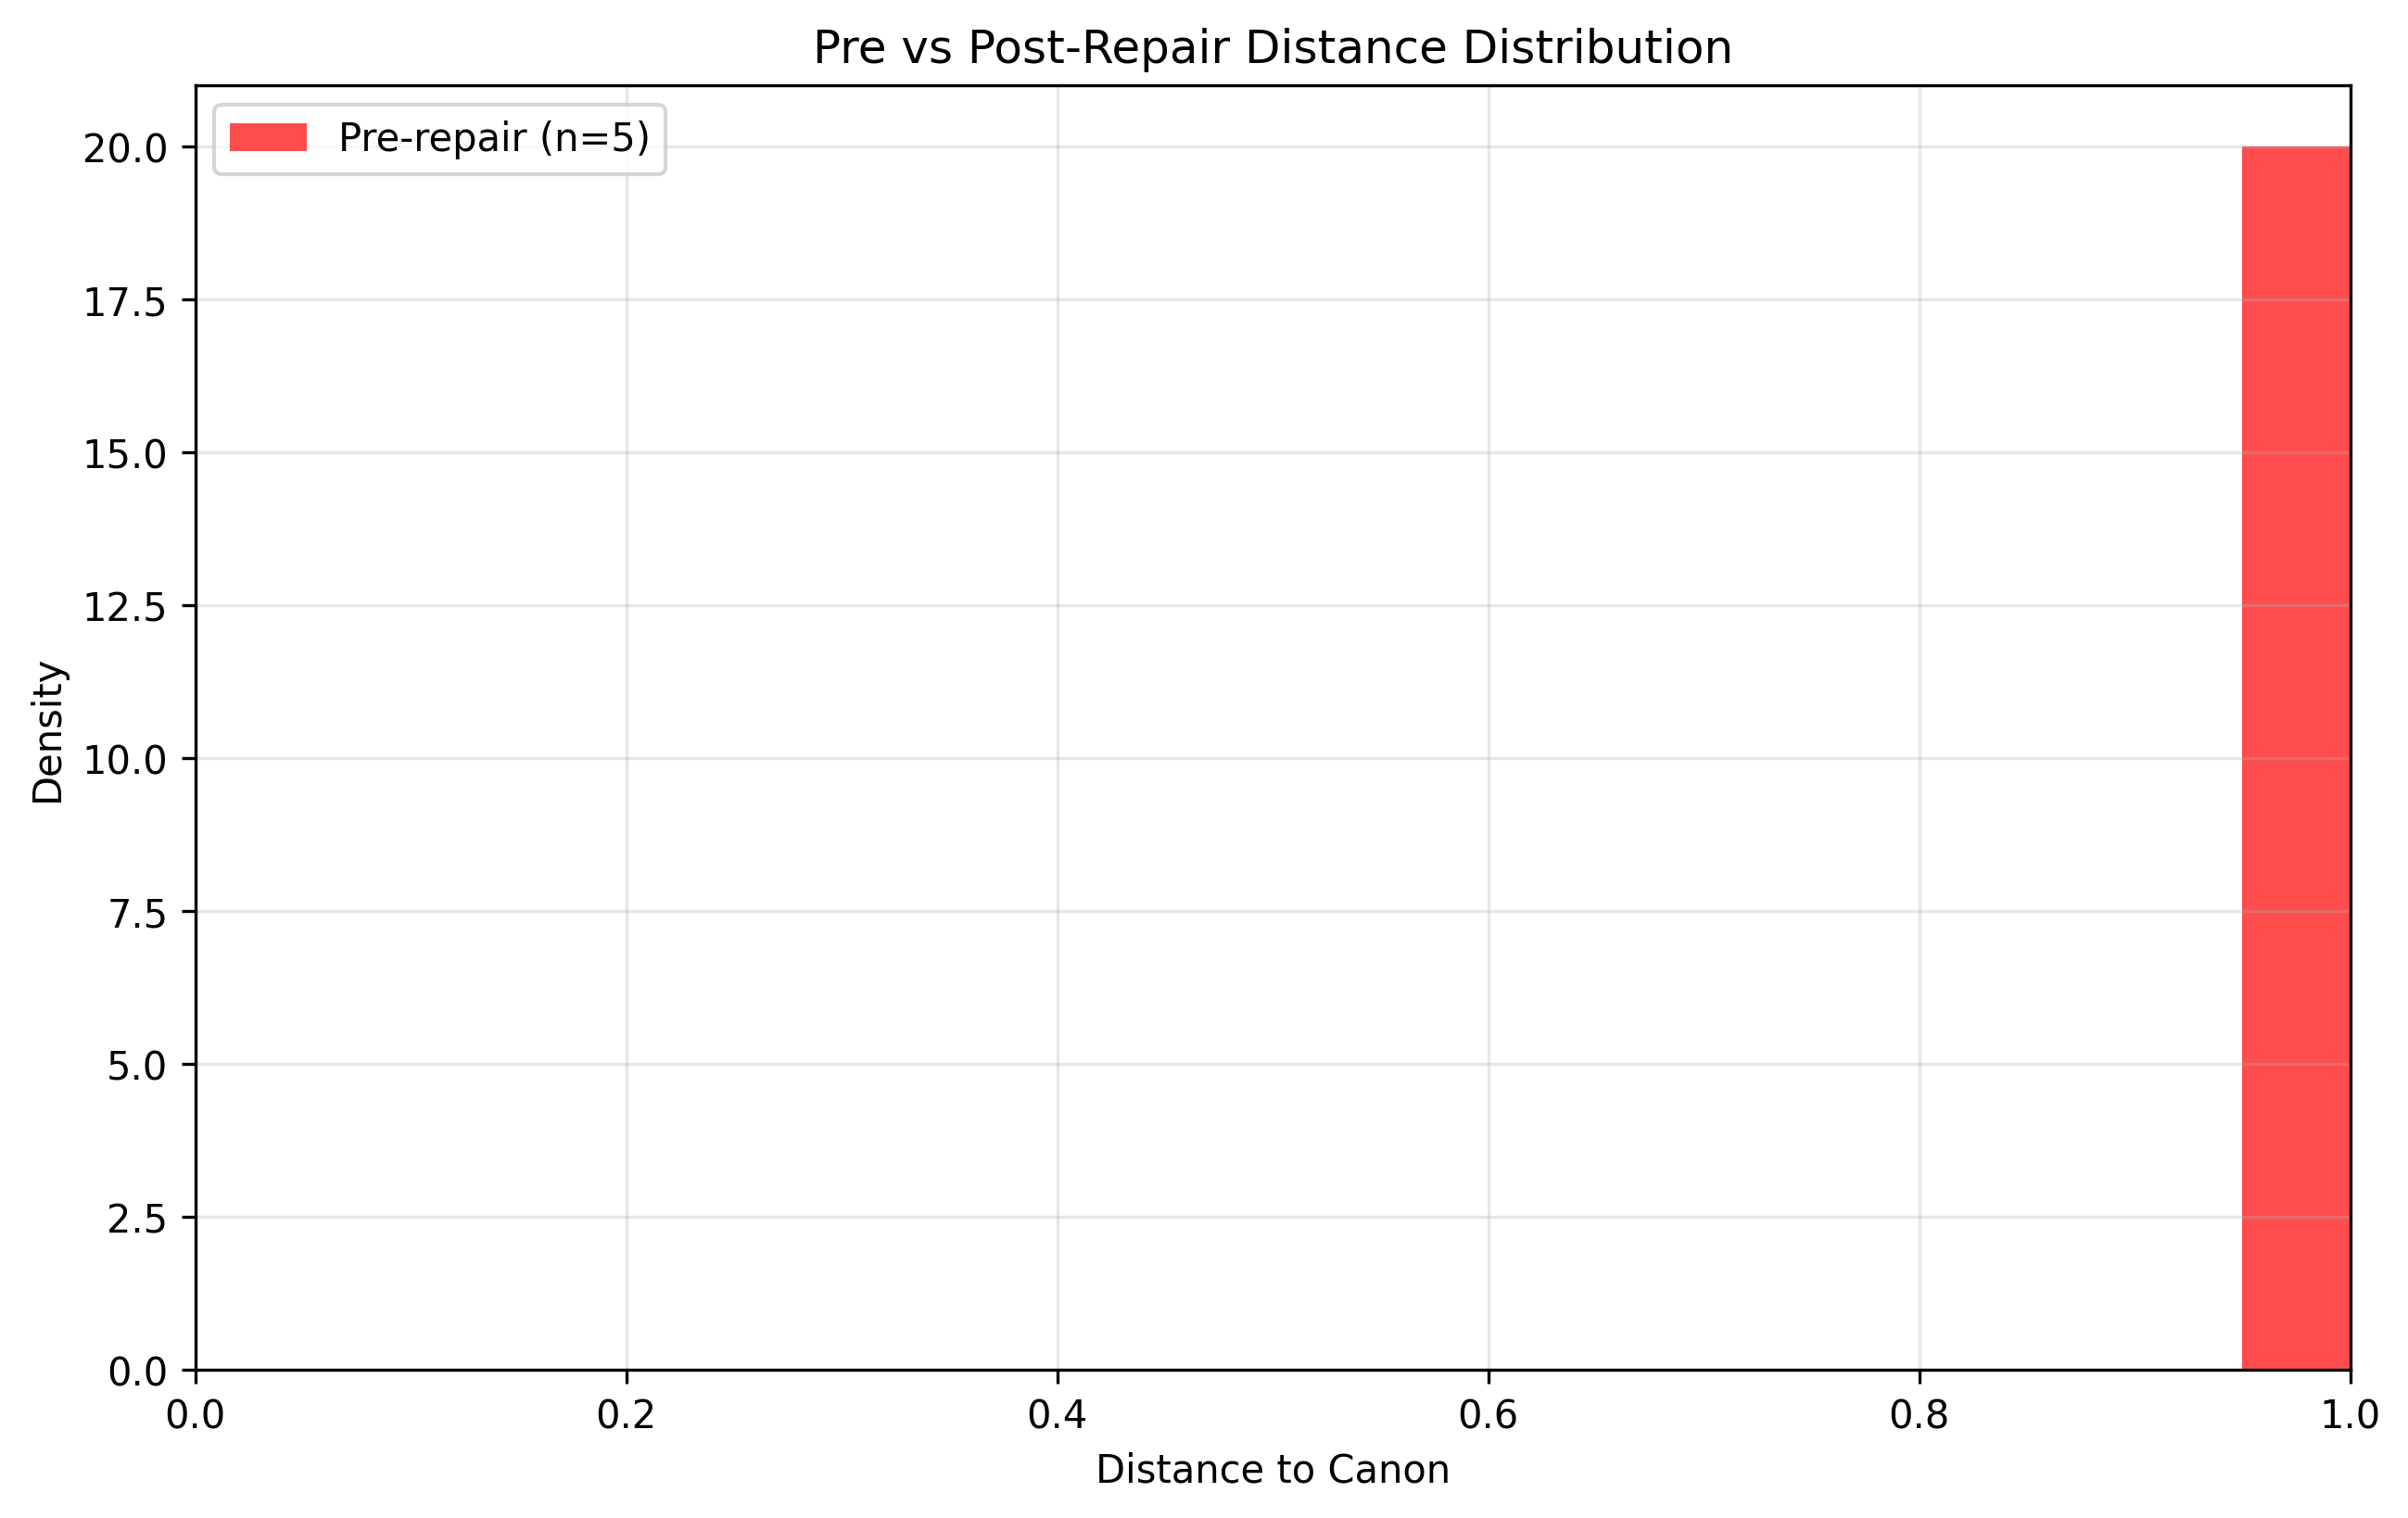 Pre vs Post-Repair Distance Distribution
Pre-repair (n=5)
20.0
17.5
15.0
12.5
10.0
7.5
5.0
2.5
0.0
Density
0.0 0.2 0.4 0.6 0.8 1.0
Distance to Canon